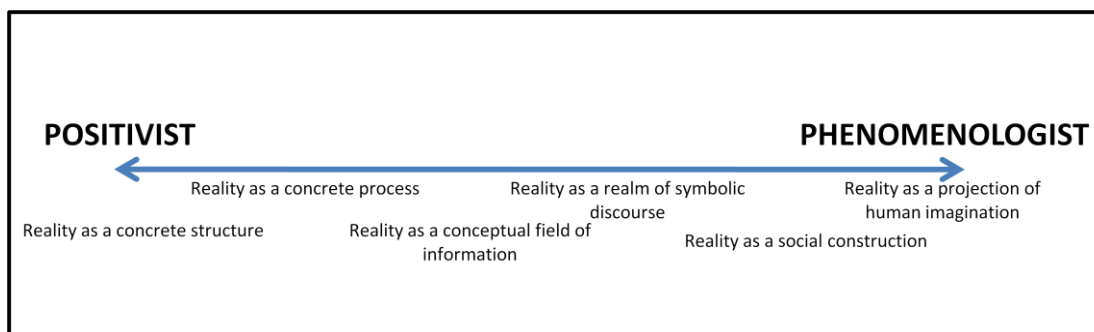 POSITIVIST
PHENOMENOLOGIST
Reality as a concrete process
Reality as a realm of symbolic
discourse
Reality as a projection of
human imagination
Reality as a concrete structure
Reality as a conceptual field of
information
Reality as a social construction